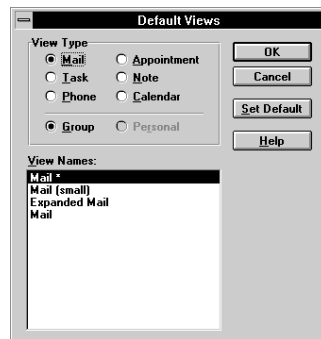 Default Views
View Type
Mail Appointment
Task Note
Phone Calendar
Group Personal
OK
Cancel
Set Default
Help
View Names:
Mail *
Mail (small)
Expanded Mail
Mail